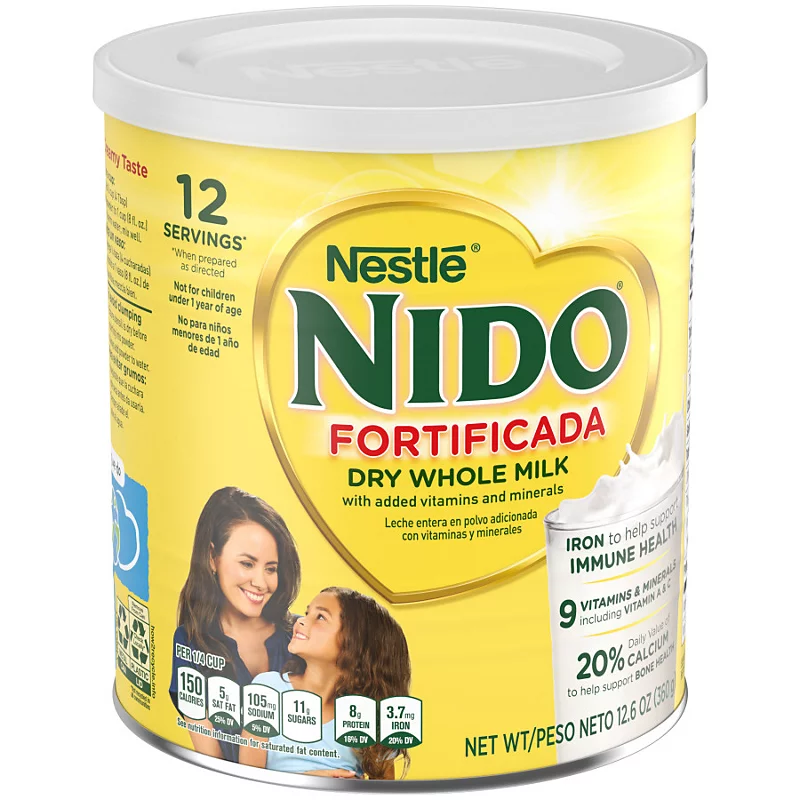 Nestlé
amy Taste
12
SERVINGS*
*When prepared
as directed
Not for children
under 1 year of age
No para niños
menores de 1 año
de edad
Nestlé®
NIDO®
FORTIFICADA
DRY WHOLE MILK
with added vitamins and minerals
Leche entera en polvo adicionada
con vitaminas y minerales
IRON to help support
IMMUNE HEALTH
9 VITAMINS & MINERALS
including VITAMIN A & C
20% Daily Value of
CALCIUM
to help support BONE HEALTH
PER 1/4 CUP
150
CALORIES
5g
SAT FAT
25% DV
105mg
SODIUM
5% DV
11g
SUGARS
8g
PROTEIN
16% DV
3.7mg
IRON
20% DV
See nutrition information for saturated fat content.
NET WT/PESO NETO 12.6 OZ (360g)
how2recycle.info